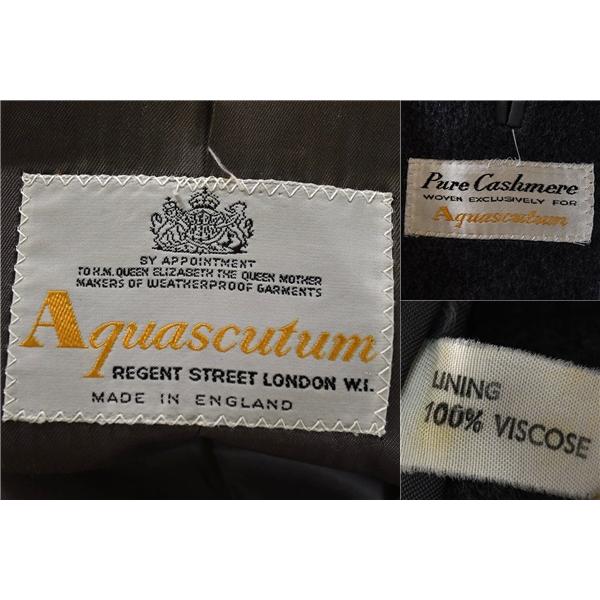 BY APPOINTMENT
TO H.M. QUEEN ELIZABETH THE QUEEN MOTHER
MAKERS OF WEATHERPROOF GARMENTS
Aquascutum
REGENT STREET LONDON W.I.
MADE IN ENGLAND
Pure Cashmere
WOVEN EXCLUSIVELY FOR
Aquascutum
LINING
100% VISCOSE